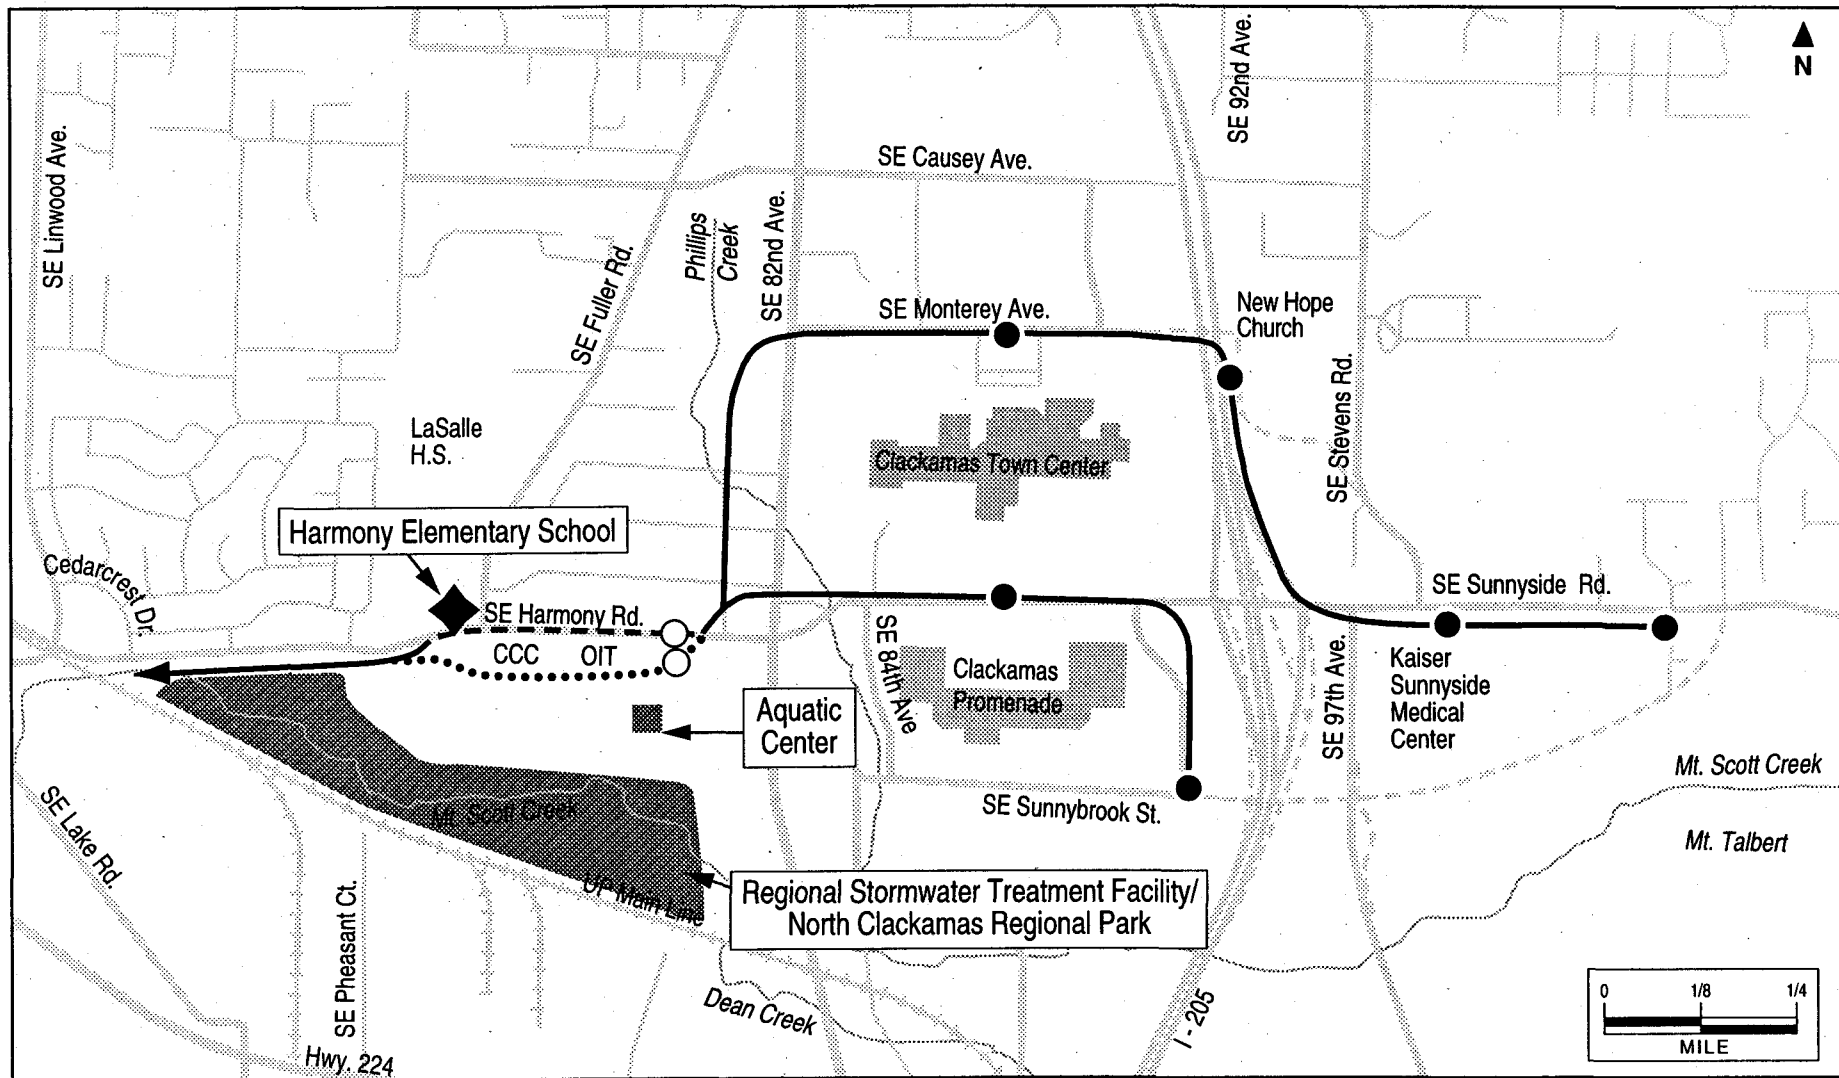 N
SE Linwood Ave.
SE 92nd Ave.
SE Causey Ave.
Phillips
Creek
SE 82nd Ave.
SE Fuller Rd.
SE Monterey Ave.
New Hope
Church
SE Stevens Rd.
LaSalle
H.S.
Clackamas Town Center
Harmony Elementary School
Cedarcrest Dr.
SE Harmony Rd.
SE Sunnyside Rd.
CCC
OIT
SE 84th Ave
Clackamas
Promenade
SE 97th Ave.
Kaiser
Sunnyside
Medical
Center
Aquatic
Center
Mt. Scott Creek
SE Sunnybrook St.
Mt. Scott Creek
SE Lake Rd.
Mt. Talbert
UP Main Line
Regional Stormwater Treatment Facility/
North Clackamas Regional Park
SE Pheasant Ct.
Dean Creek
I - 205
Hwy. 224
0 1/8 1/4
MILE